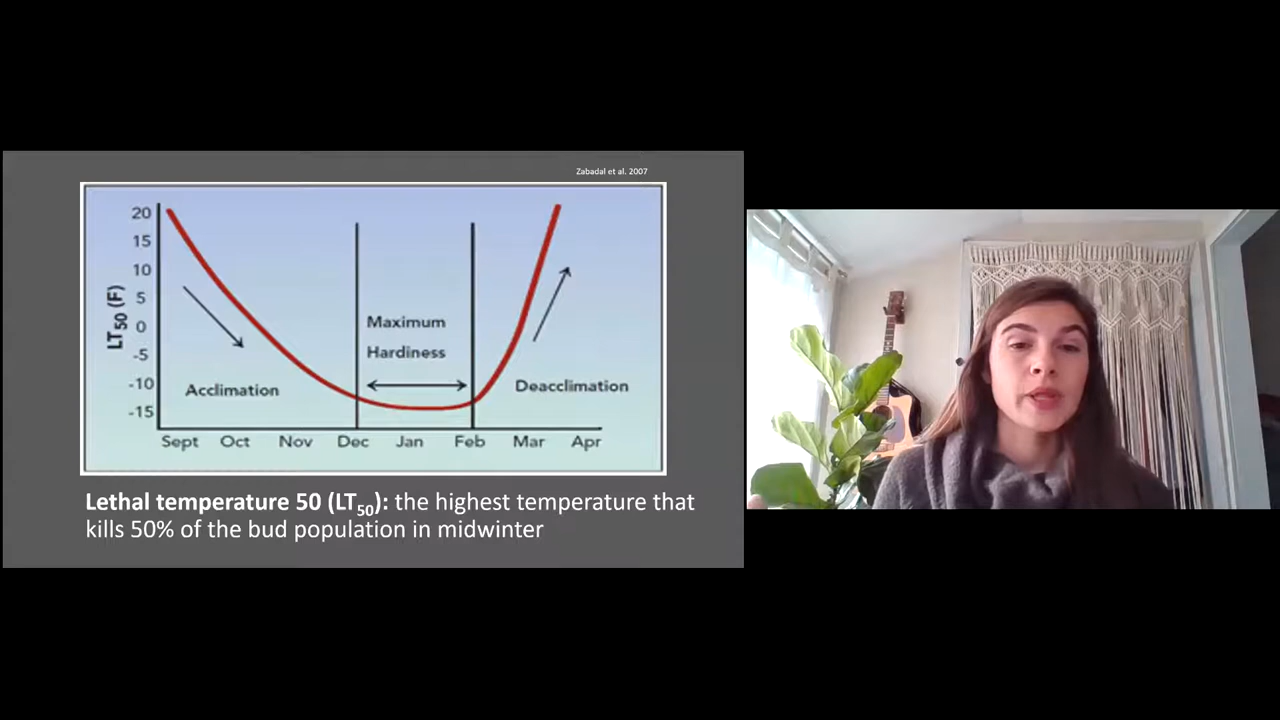 Zabadal et al. 2007
20
15
10
5
0
-5
-10
-15
LT50 (F)
Maximum
Hardiness
Acclimation
Deacclimation
Sept Oct Nov Dec Jan Feb Mar Apr
Lethal temperature 50 (LT50): the highest temperature that
kills 50% of the bud population in midwinter